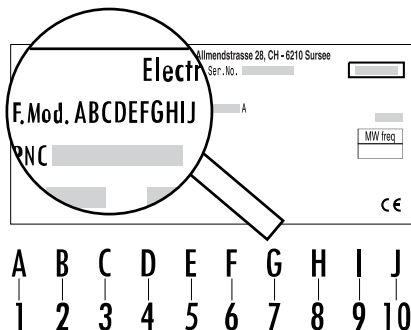 Allmendstrasse 28, CH - 6210 Sursee
Electr
Ser.No.
F.Mod. ABCDEFGHIJ
A
PNC
MW freq
CE
A B C D E F G H I J
1 2 3 4 5 6 7 8 9 10